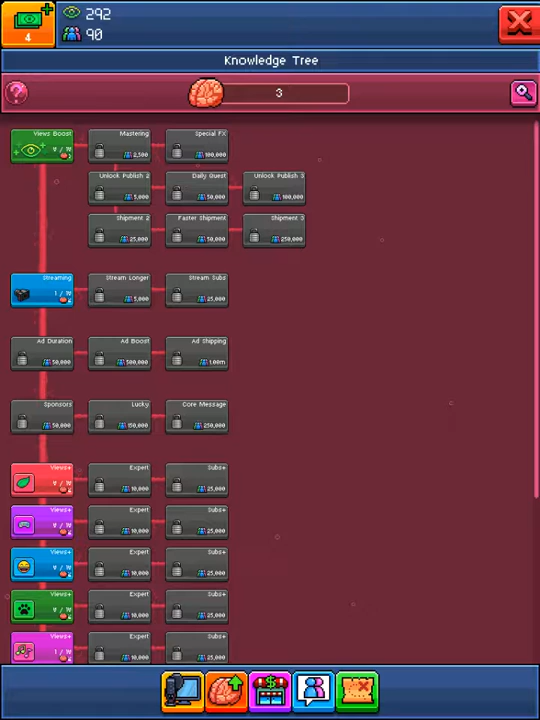 292
4
90
Knowledge Tree
3
Views Boost
Mastering
2,500
Special FX
100,000
Unlock Publish 2
5,000
Daily Quest
50,000
Unlock Publish 3
100,000
Shipment 2
25,000
Faster Shipment
50,000
Shipment 3
250,000
Streaming
Stream Longer
5,000
Stream Subs
25,000
Ad Duration
50,000
Ad Boost
500,000
Ad Shipping
1.00m
Sponsors
50,000
Lucky
150,000
Core Message
250,000
Views+
Expert
10,000
Subs+
25,000
Views+
Expert
10,000
Subs+
25,000
Views+
Expert
10,000
Subs+
25,000
Views+
Expert
10,000
Subs+
25,000
Views+
Expert
10,000
Subs+
25,000